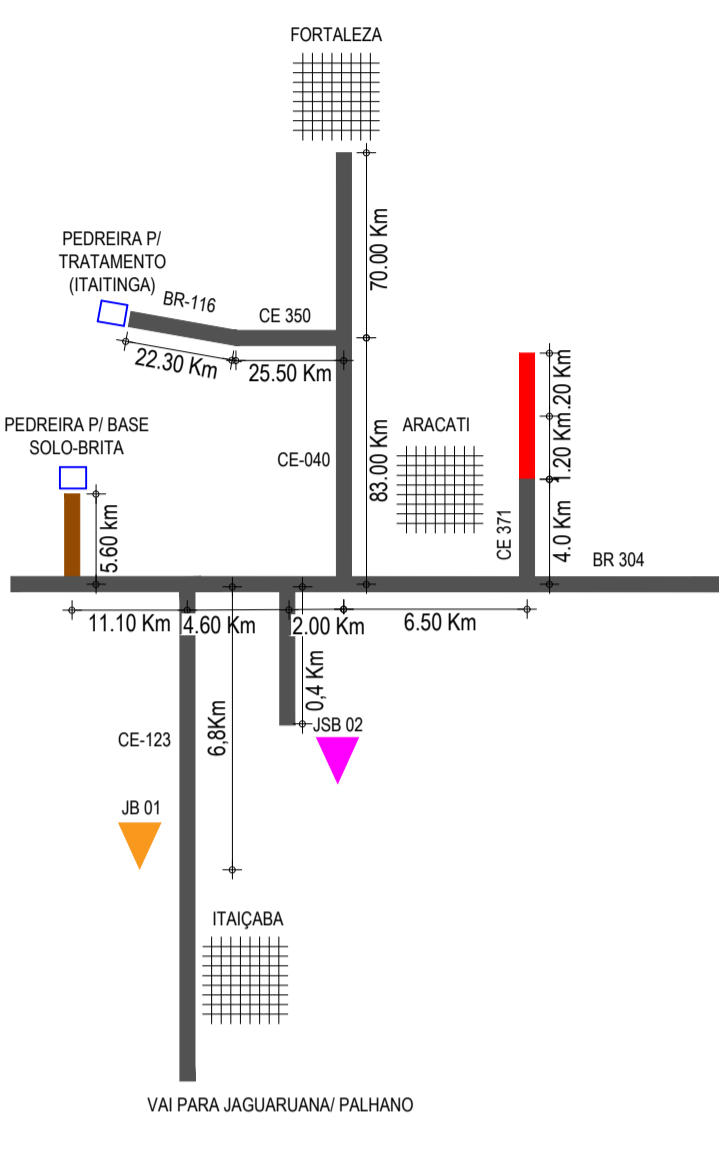 FORTALEZA
70.00 Km
PEDREIRA P/
TRATAMENTO
(ITAITINGA)
BR-116
CE 350
22.30 Km
25.50 Km
PEDREIRA P/ BASE
SOLO-BRITA
5.60 km
CE-040
83.00 Km
ARACATI
1.20 Km
.20 Km
CE 371
4.0 Km
BR 304
11.10 Km
4.60 Km
2.00 Km
6.50 Km
0,4 Km
6,8Km
JSB 02
CE-123
JB 01
ITAIÇABA
VAI PARA JAGUARUANA/ PALHANO